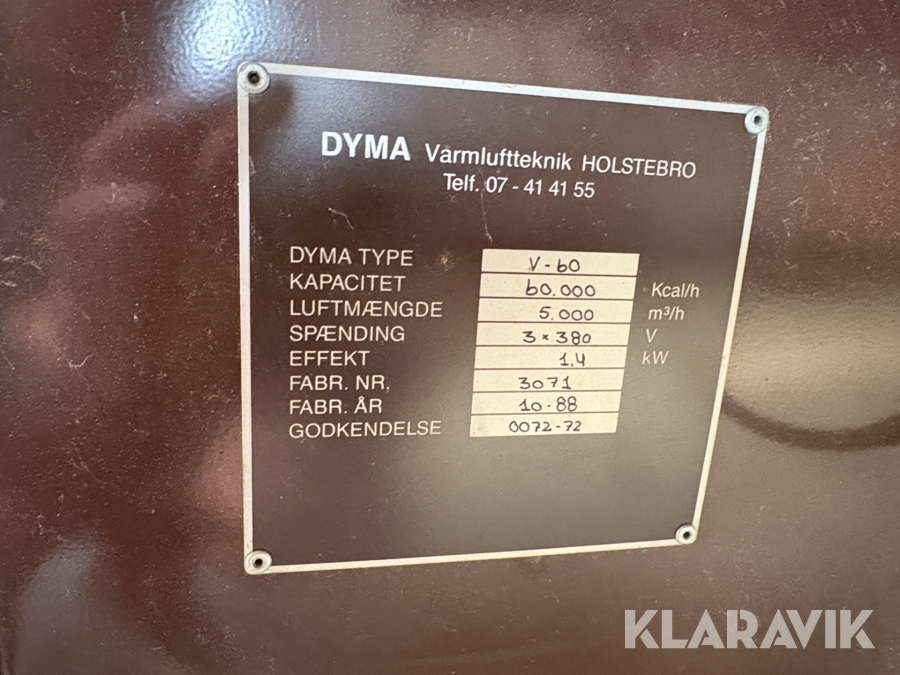 DYMA Varmluftteknik HOLSTEBRO
Telf. 07 - 41 41 55
DYMA TYPE V-60
KAPACITET 60.000 Kcal/h
LUFTMÆNGDE 5.000 m³/h
SPÆNDING 3 × 380 V
EFFEKT 1,4 kW
FABR. NR. 3071
FABR. ÅR 10-88
GODKENDELSE 0072-72
KLARAVIK